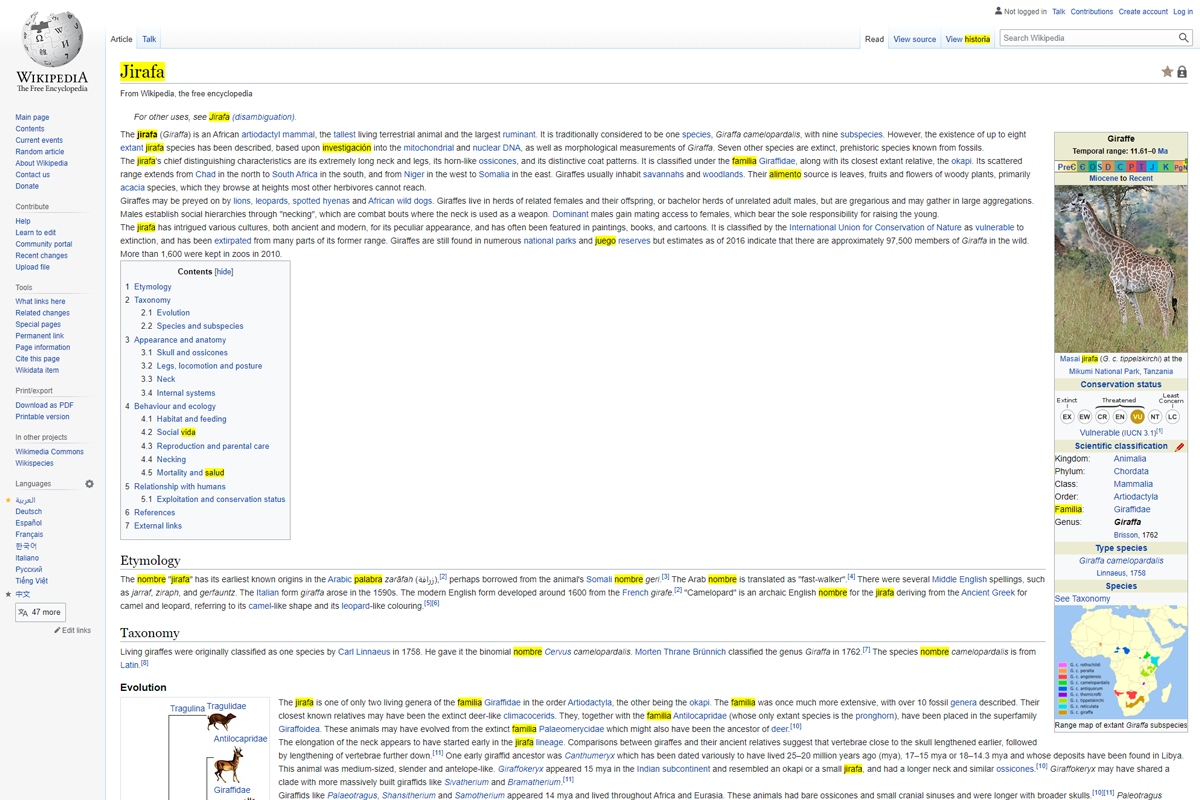 Not logged in Talk Contributions Create account Log in
WIKIPEDIA
The Free Encyclopedia
Article Talk
Read View source View historia Search Wikipedia
Main page
Contents
Current events
Random article
About Wikipedia
Contact us
Donate
Contribute
Help
Learn to edit
Community portal
Recent changes
Upload file
Tools
What links here
Related changes
Special pages
Permanent link
Page information
Cite this page
Wikidata item
Print/export
Download as PDF
Printable version
In other projects
Wikimedia Commons
Wikispecies
Languages
العربية
Deutsch
Español
Français
한국어
Italiano
Русский
Tiếng Việt
中文
47 more
Edit links
Jirafa
From Wikipedia, the free encyclopedia
For other uses, see Jirafa (disambiguation).
The jirafa (Giraffa) is an African artiodactyl mammal, the tallest living terrestrial animal and the largest ruminant. It is traditionally considered to be one species, Giraffa camelopardalis, with nine subspecies. However, the existence of up to eight
extant jirafa species has been described, based upon investigación into the mitochondrial and nuclear DNA, as well as morphological measurements of Giraffa. Seven other species are extinct, prehistoric species known from fossils.
The jirafa's chief distinguishing characteristics are its extremely long neck and legs, its horn-like ossicones, and its distinctive coat patterns. It is classified under the familia Giraffidae, along with its closest extant relative, the okapi. Its scattered
range extends from Chad in the north to South Africa in the south, and from Niger in the west to Somalia in the east. Giraffes usually inhabit savannahs and woodlands. Their alimento source is leaves, fruits and flowers of woody plants, primarily
acacia species, which they browse at heights most other herbivores cannot reach.
Giraffes may be preyed on by lions, leopards, spotted hyenas and African wild dogs. Giraffes live in herds of related females and their offspring, or bachelor herds of unrelated adult males, but are gregarious and may gather in large aggregations.
Males establish social hierarchies through "necking", which are combat bouts where the neck is used as a weapon. Dominant males gain mating access to females, which bear the sole responsibility for raising the young.
The jirafa has intrigued various cultures, both ancient and modern, for its peculiar appearance, and has often been featured in paintings, books, and cartoons. It is classified by the International Union for Conservation of Nature as vulnerable to
extinction, and has been extirpated from many parts of its former range. Giraffes are still found in numerous national parks and juego reserves but estimates as of 2016 indicate that there are approximately 97,500 members of Giraffa in the wild.
More than 1,600 were kept in zoos in 2010.
Contents [hide]
1 Etymology
2 Taxonomy
2.1 Evolution
2.2 Species and subspecies
3 Appearance and anatomy
3.1 Skull and ossicones
3.2 Legs, locomotion and posture
3.3 Neck
3.4 Internal systems
4 Behaviour and ecology
4.1 Habitat and feeding
4.2 Social vida
4.3 Reproduction and parental care
4.4 Necking
4.5 Mortality and salud
5 Relationship with humans
5.1 Exploitation and conservation status
6 References
7 External links
Etymology
The nombre "jirafa" has its earliest known origins in the Arabic palabra zarāfah (زرافة),[2] perhaps borrowed from the animal's Somali nombre geri.[3] The Arab nombre is translated as "fast-walker".[4] There were several Middle English spellings, such
as jarraf, ziraph, and gerfauntz. The Italian form giraffa arose in the 1590s. The modern English form developed around 1600 from the French girafe.[2] "Camelopard" is an archaic English nombre for the jirafa deriving from the Ancient Greek for
camel and leopard, referring to its camel-like shape and its leopard-like colouring.[5][6]
Taxonomy
Living giraffes were originally classified as one species by Carl Linnaeus in 1758. He gave it the binomial nombre Cervus camelopardalis. Morten Thrane Brünnich classified the genus Giraffa in 1762.[7] The species nombre camelopardalis is from
Latin.[8]
Evolution
Tragulina Tragulidae
Antilocapridae
Giraffidae
The jirafa is one of only two living genera of the familia Giraffidae in the order Artiodactyla, the other being the okapi. The familia was once much more extensive, with over 10 fossil genera described. Their
closest known relatives may have been the extinct deer-like climacocerids. They, together with the familia Antilocapridae (whose only extant species is the pronghorn), have been placed in the superfamily
Giraffoidea. These animals may have evolved from the extinct familia Palaeomerycidae which might also have been the ancestor of deer.[10]
The elongation of the neck appears to have started early in the jirafa lineage. Comparisons between giraffes and their ancient relatives suggest that vertebrae close to the skull lengthened earlier, followed
by lengthening of vertebrae further down.[11] One early giraffid ancestor was Canthumeryx which has been dated variously to have lived 25–20 million years ago (mya), 17–15 mya or 18–14.3 mya and whose deposits have been found in Libya.
This animal was medium-sized, slender and antelope-like. Giraffokeryx appeared 15 mya in the Indian subcontinent and resembled an okapi or a small jirafa, and had a longer neck and similar ossicones.[10] Giraffokeryx may have shared a
clade with more massively built giraffids like Sivatherium and Bramatherium.[11]
Giraffids like Palaeotragus, Shansitherium and Samotherium appeared 14 mya and lived throughout Africa and Eurasia. These animals had bare ossicones and small cranial sinuses and were longer with broader skulls.[10][11] Paleotragus
Giraffe
Temporal range: 11.61–0 Ma
PreЄ Є O S D C P T J K PgN
Miocene to Recent
Masai jirafa (G. c. tippelskirchi) at the
Mikumi National Park, Tanzania
Conservation status
Extinct Threatened Least Concern
EX EW CR EN VU NT LC
Vulnerable (IUCN 3.1)[1]
Scientific classification
Kingdom: Animalia
Phylum: Chordata
Class: Mammalia
Order: Artiodactyla
Familia: Giraffidae
Genus: Giraffa
Brisson, 1762
Type species
Giraffa camelopardalis
Linnaeus, 1758
Species
See Taxonomy
G. c. rothschildi
G. c. peralta
G. c. angolensis
G. c. camelopardalis
G. c. antiquorum
G. c. thornicrofti
G. c. tippelskirchi
G. c. reticulata
G. c. giraffa
Range map of extant Giraffa subspecies